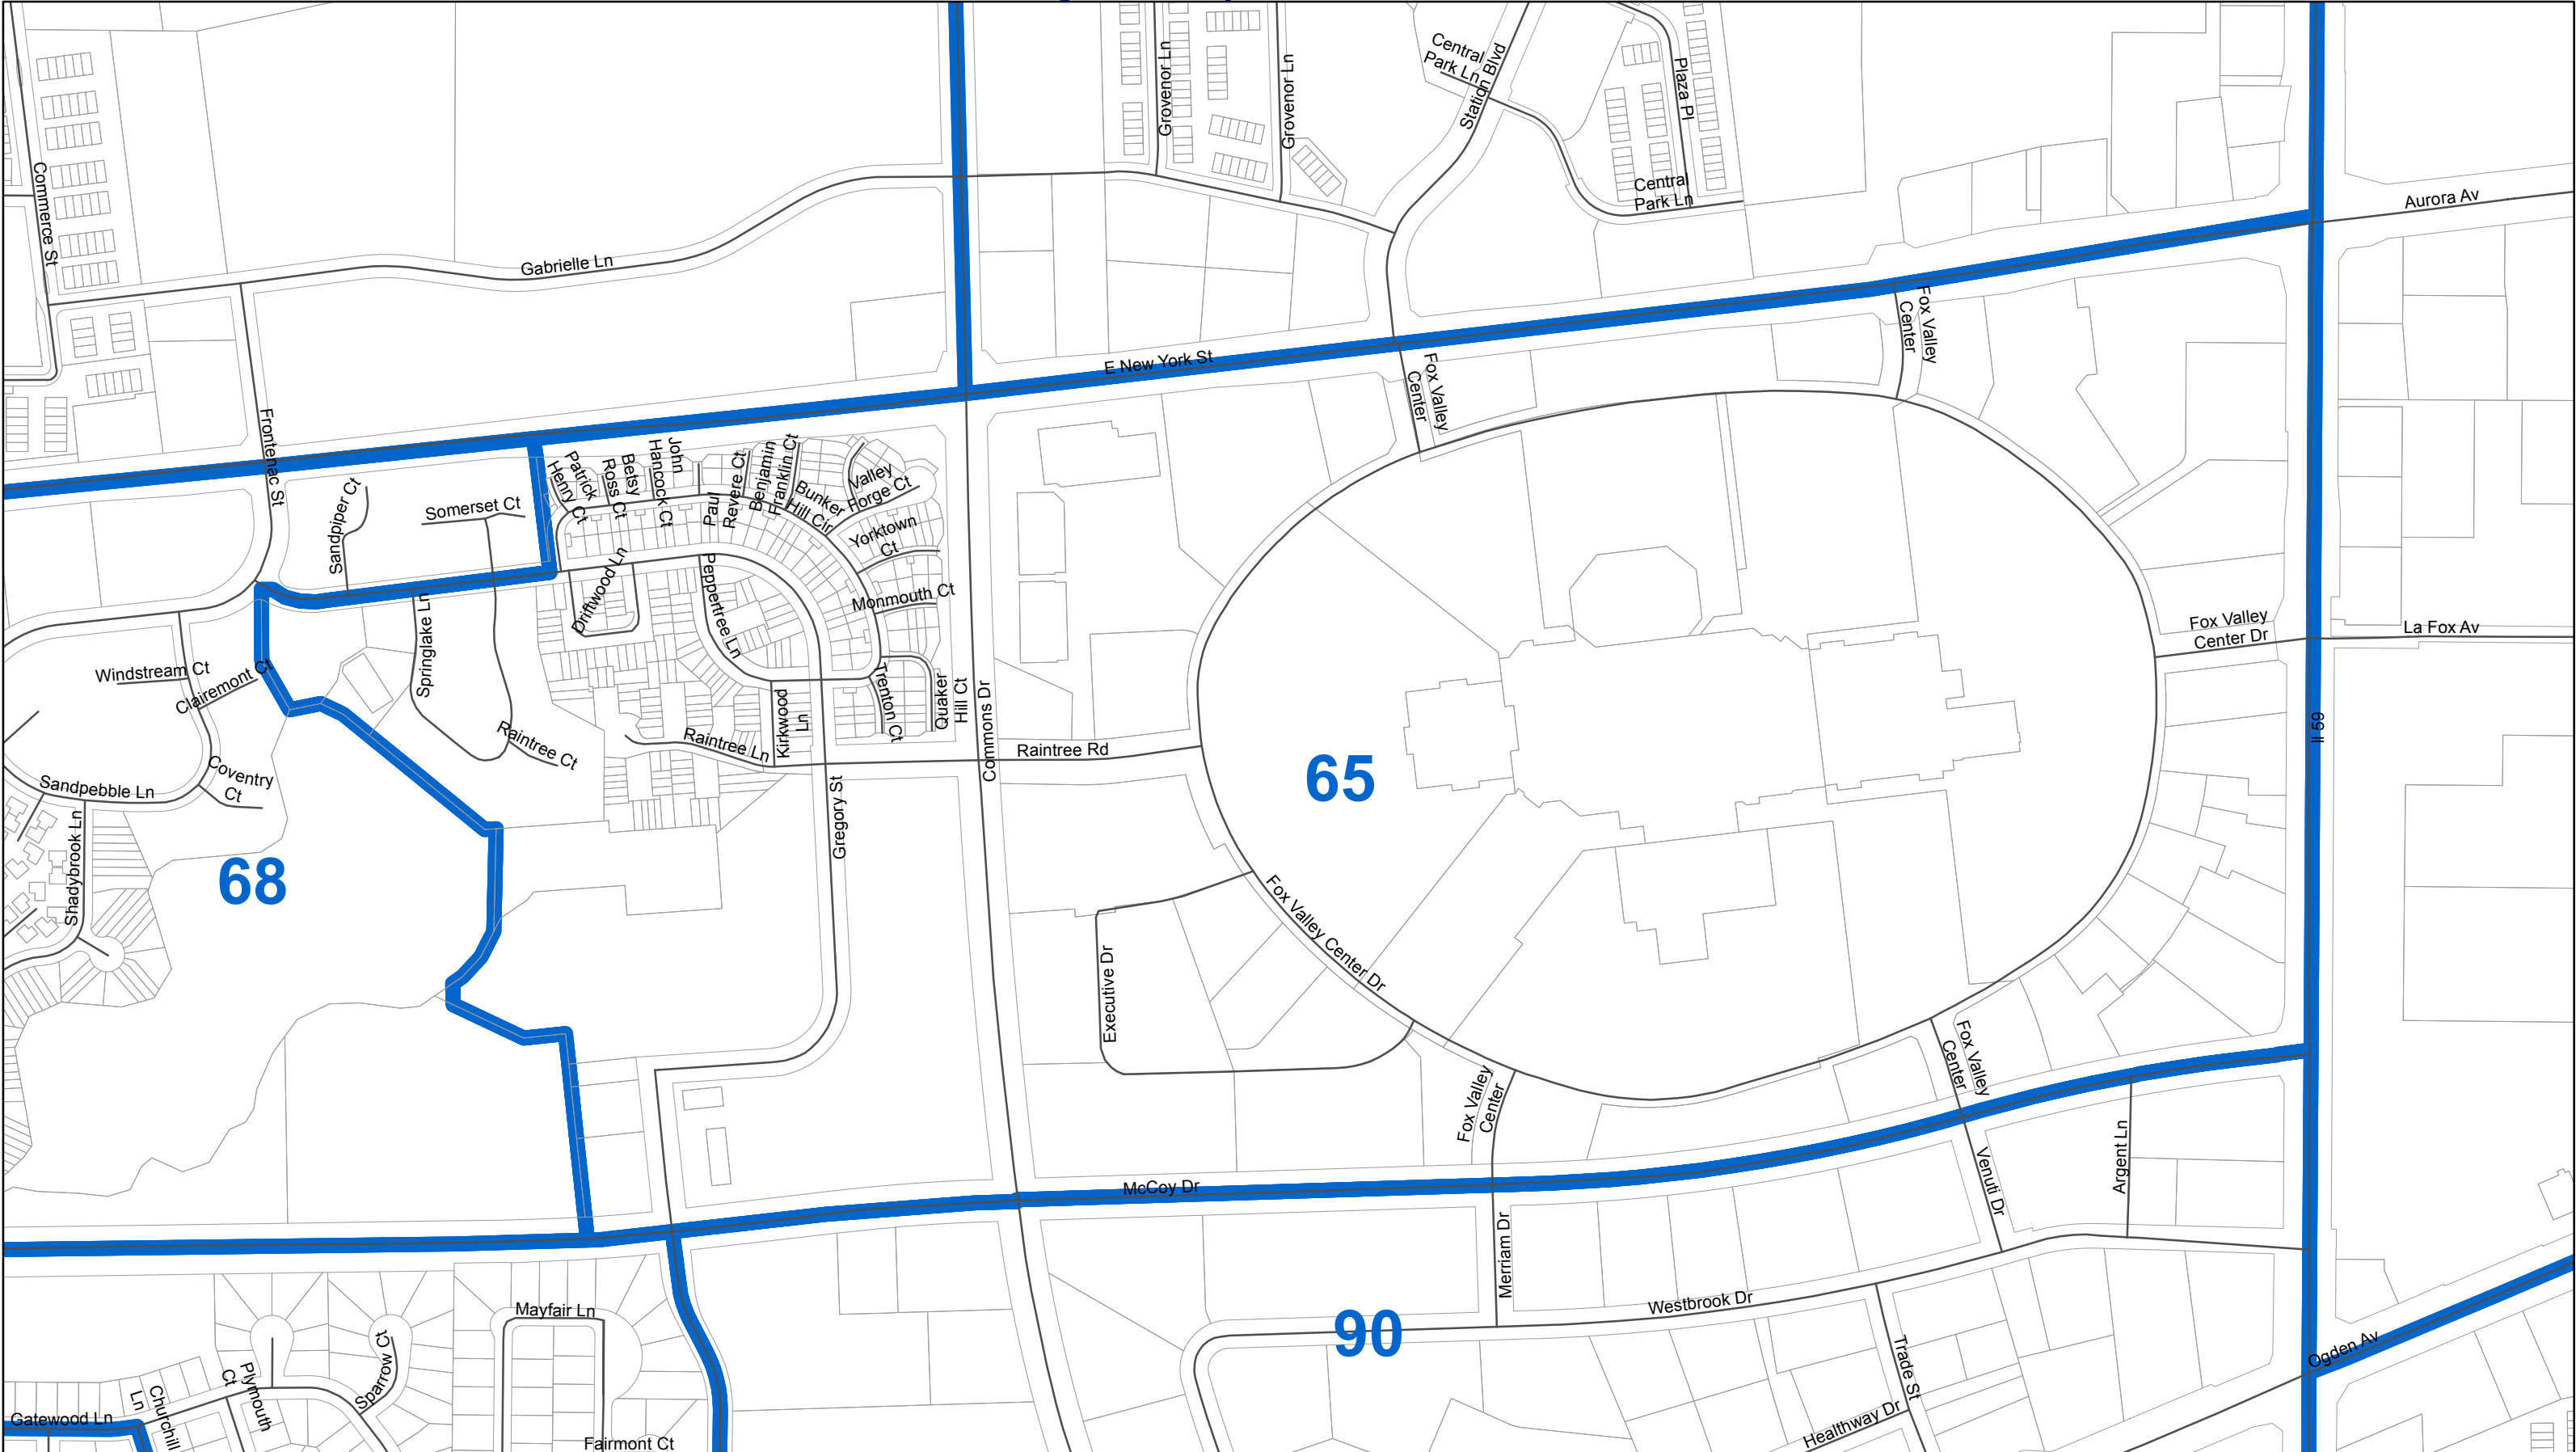 Central
Park Ln
Station Blvd
Plaza Pl
Grovenor Ln
Grovenor Ln
Commerce St
Central
Park Ln
Aurora Av
Gabrielle Ln
E New York St
Fox Valley
Center
Fox Valley
Center
Frontenac St
Sandpiper Ct
Somerset Ct
Patrick
Henry Ct
Betsy
Ross Ct
John
Hancock Ct
Paul
Revere Ct
Benjamin
Franklin Ct
Bunker
Hill Cir
Valley
Forge Ct
Yorktown
Ct
Driftwood Ln
Peppertree Ln
Monmouth Ct
Springlake Ln
Windstream Ct
Clairemont Ct
Raintree Ct
Raintree Ln
Kirkwood
Ln
Trenton Ct
Quaker
Hill Ct
Commons Dr
Raintree Rd
Fox Valley
Center Dr
La Fox Av
Il 59
65
Sandpebble Ln
Coventry
Ct
Shadybrook Ln
68
Gregory St
Executive Dr
Fox Valley Center Dr
Fox Valley
Center
Fox Valley
Center
McCoy Dr
Merriam Dr
Venuti Dr
Argent Ln
Westbrook Dr
90
Mayfair Ln
Sparrow Ct
Plymouth
Ct
Churchill
Ln
Gatewood Ln
Fairmont Ct
Trade St
Healthway Dr
Ogden Av